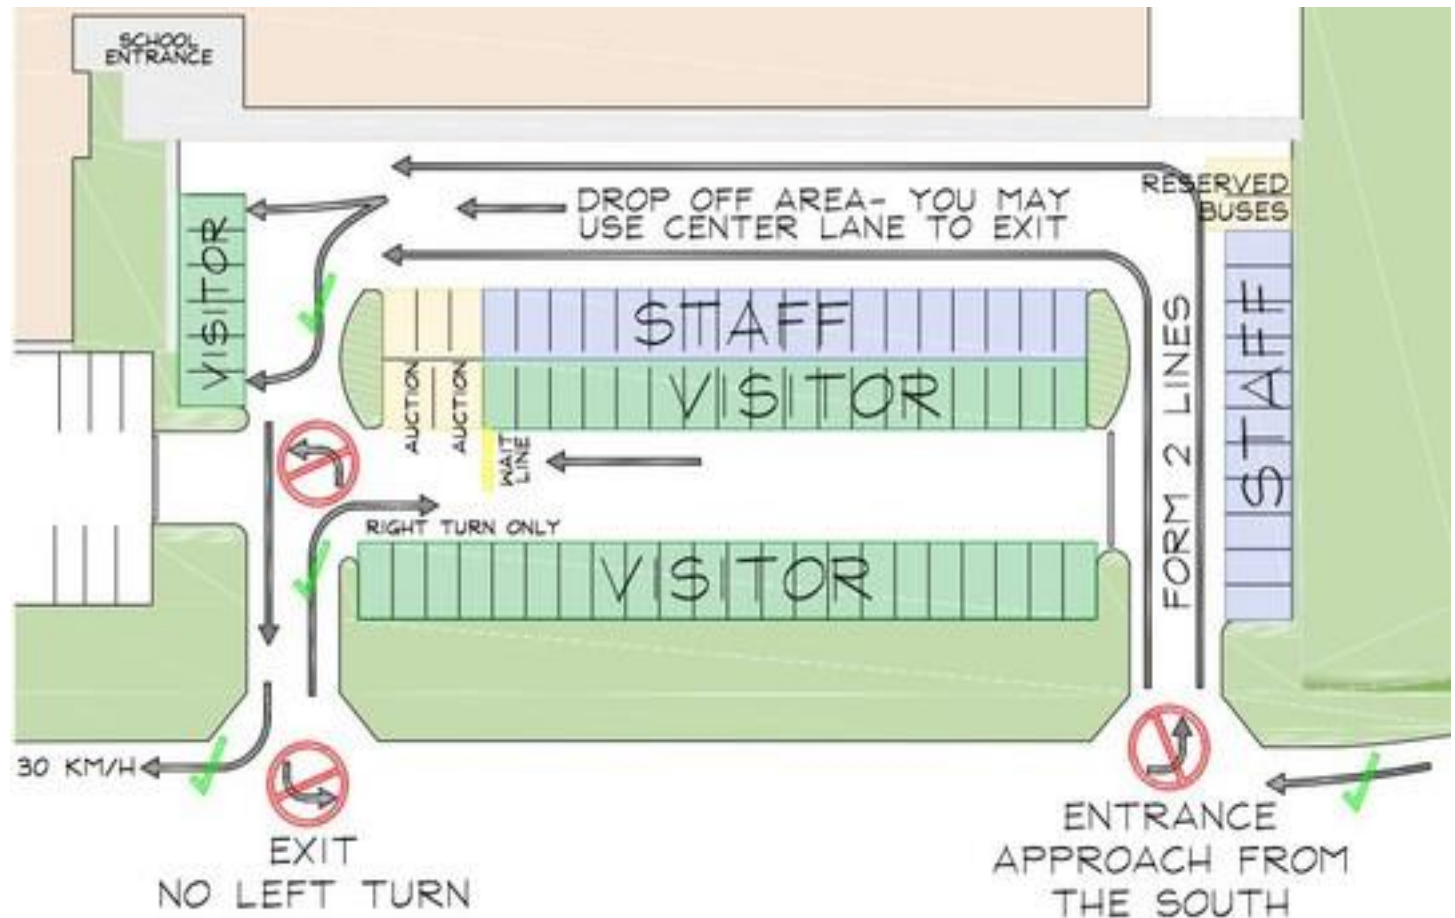 SCHOOL
ENTRANCE
RESERVED
BUSES
DROP OFF AREA- YOU MAY
USE CENTER LANE TO EXIT
VISITOR
STAFF
VISITOR
AUCTION
AUCTION
WAIT
LINE
FORM 2 LINES
STAFF
RIGHT TURN ONLY
VISITOR
30 KM/H
EXIT
NO LEFT TURN
ENTRANCE
APPROACH FROM
THE SOUTH